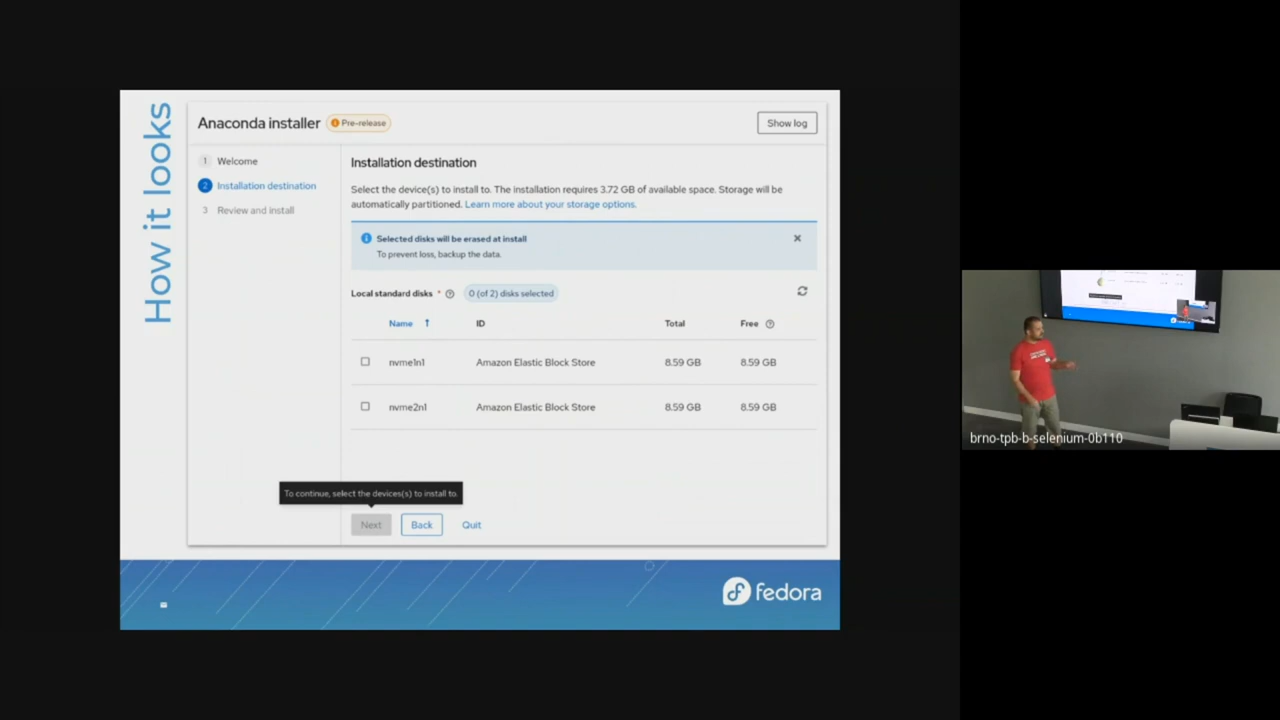 How it looks
Anaconda installer
Pre-release
Show log
1 Welcome
2 Installation destination
3 Review and install
Installation destination
Select the device(s) to install to. The installation requires 3.72 GB of available space. Storage will be
automatically partitioned. Learn more about your storage options.
Selected disks will be erased at install
To prevent loss, backup the data.
Local standard disks * 0 (of 2) disks selected
Name ID Total Free
nvme1n1 Amazon Elastic Block Store 8.59 GB 8.59 GB
nvme2n1 Amazon Elastic Block Store 8.59 GB 8.59 GB
To continue, select the devices(s) to install to.
Next Back Quit
fedora
brno-tpb-b-selenium-0b110